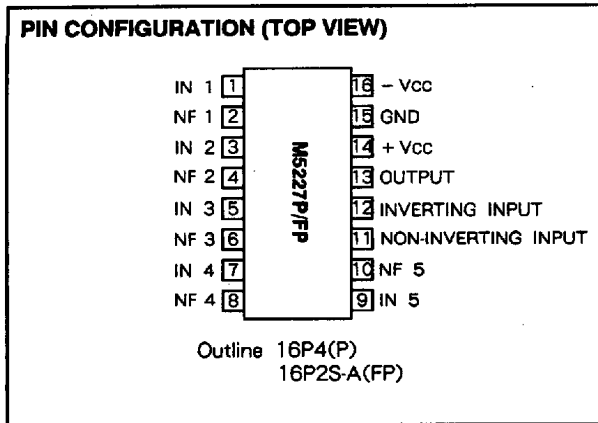 PIN CONFIGURATION (TOP VIEW)
IN 1 1 16 – Vcc
NF 1 2 15 GND
IN 2 3 14 + Vcc
NF 2 4 13 OUTPUT
IN 3 5 12 INVERTING INPUT
NF 3 6 11 NON-INVERTING INPUT
IN 4 7 10 NF 5
NF 4 8 9 IN 5
M5227P/FP
Outline 16P4(P)
16P2S-A(FP)